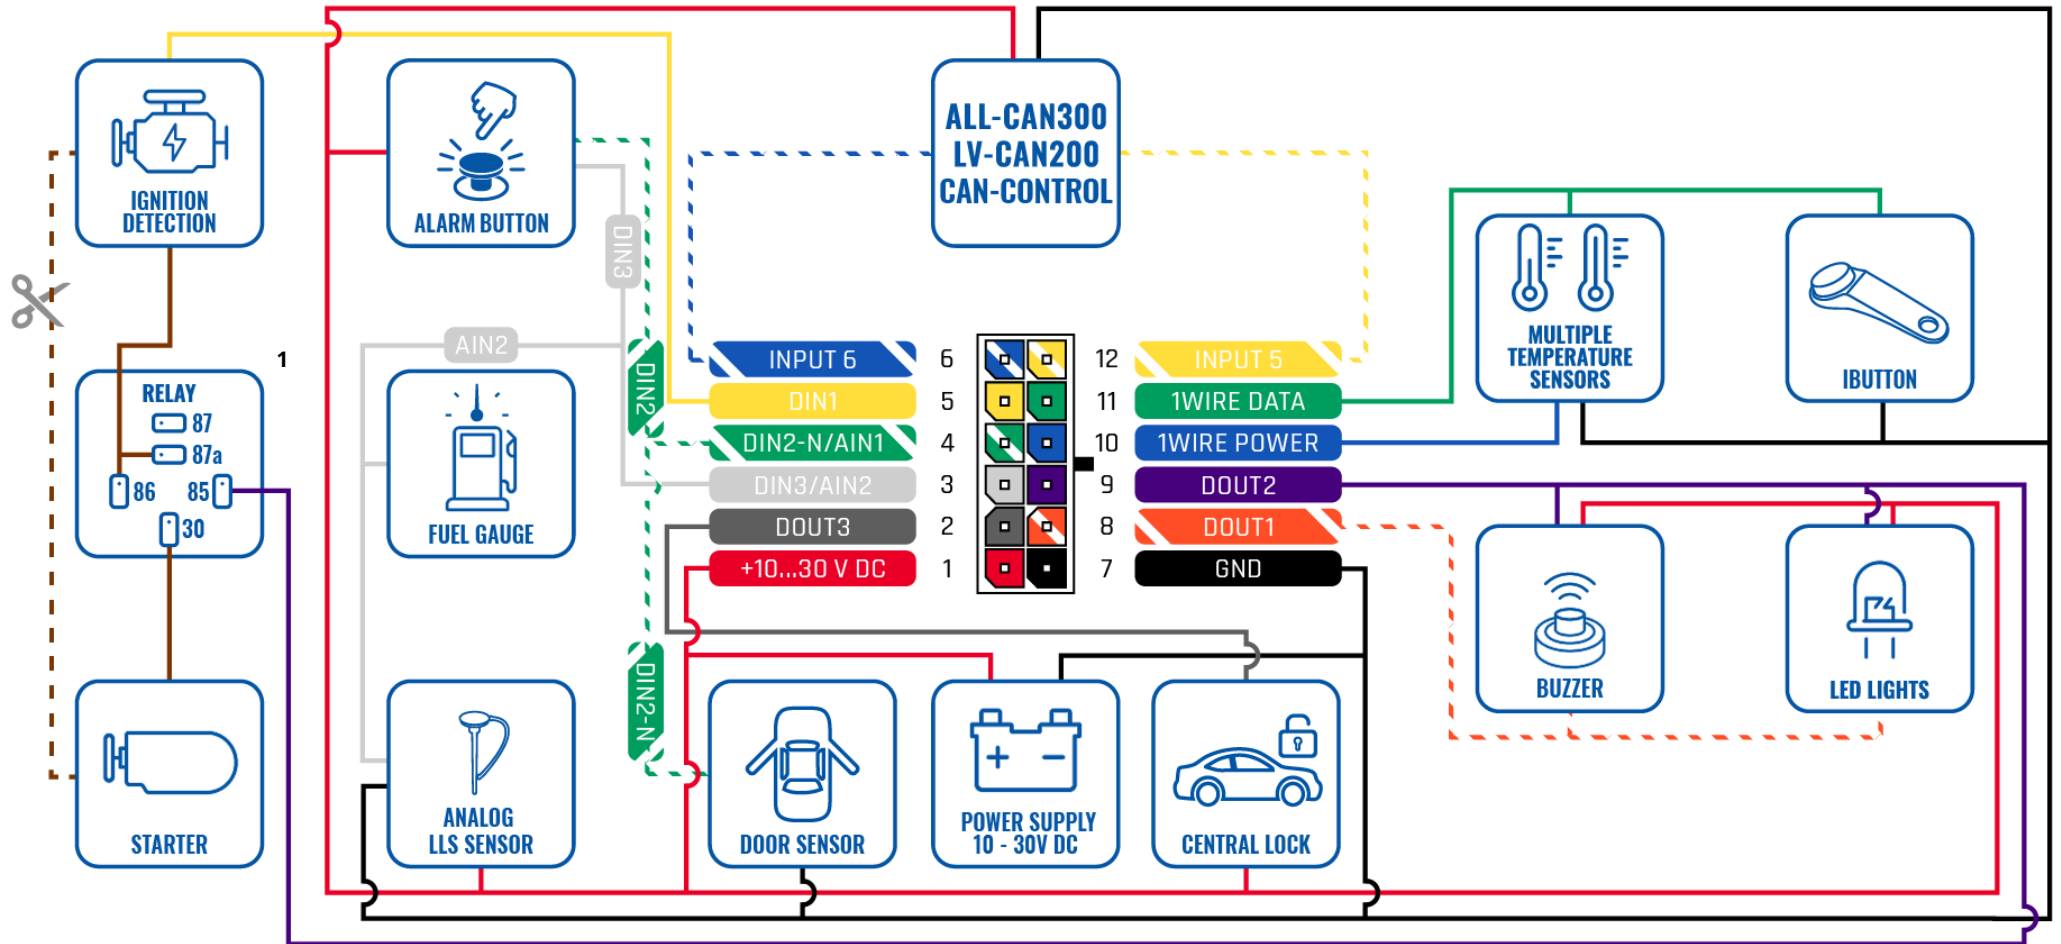 IGNITION
DETECTION
ALARM BUTTON
ALL-CAN300
LV-CAN200
CAN-CONTROL
DIN3
MULTIPLE
TEMPERATURE
SENSORS
IBUTTON
AIN2
1
RELAY
87
87a
86
85
30
FUEL GAUGE
DIN2
INPUT 6
6
12
INPUT 5
DIN1
5
11
1WIRE DATA
DIN2-N/AIN1
4
10
1WIRE POWER
DIN3/AIN2
3
9
DOUT2
DOUT3
2
8
DOUT1
+10...30 V DC
1
7
GND
BUZZER
LED LIGHTS
DIN2-N
STARTER
ANALOG
LLS SENSOR
DOOR SENSOR
POWER SUPPLY
10 - 30V DC
CENTRAL LOCK